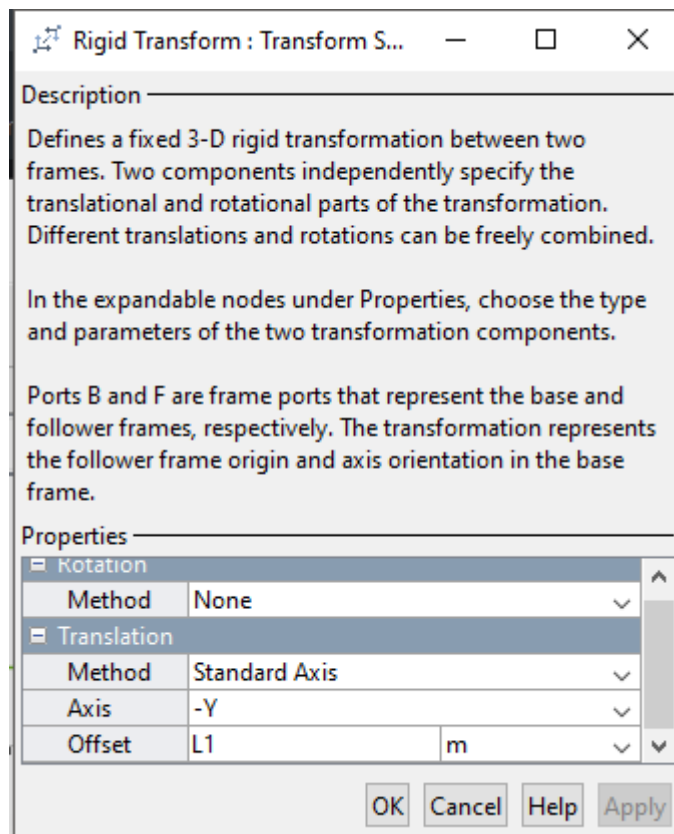 Rigid Transform : Transform S...
Description
Defines a fixed 3-D rigid transformation between two
frames. Two components independently specify the
translational and rotational parts of the transformation.
Different translations and rotations can be freely combined.
In the expandable nodes under Properties, choose the type
and parameters of the two transformation components.
Ports B and F are frame ports that represent the base and
follower frames, respectively. The transformation represents
the follower frame origin and axis orientation in the base
frame.
Properties
Rotation
Method None
Translation
Method Standard Axis
Axis -Y
Offset L1 m
OK Cancel Help Apply